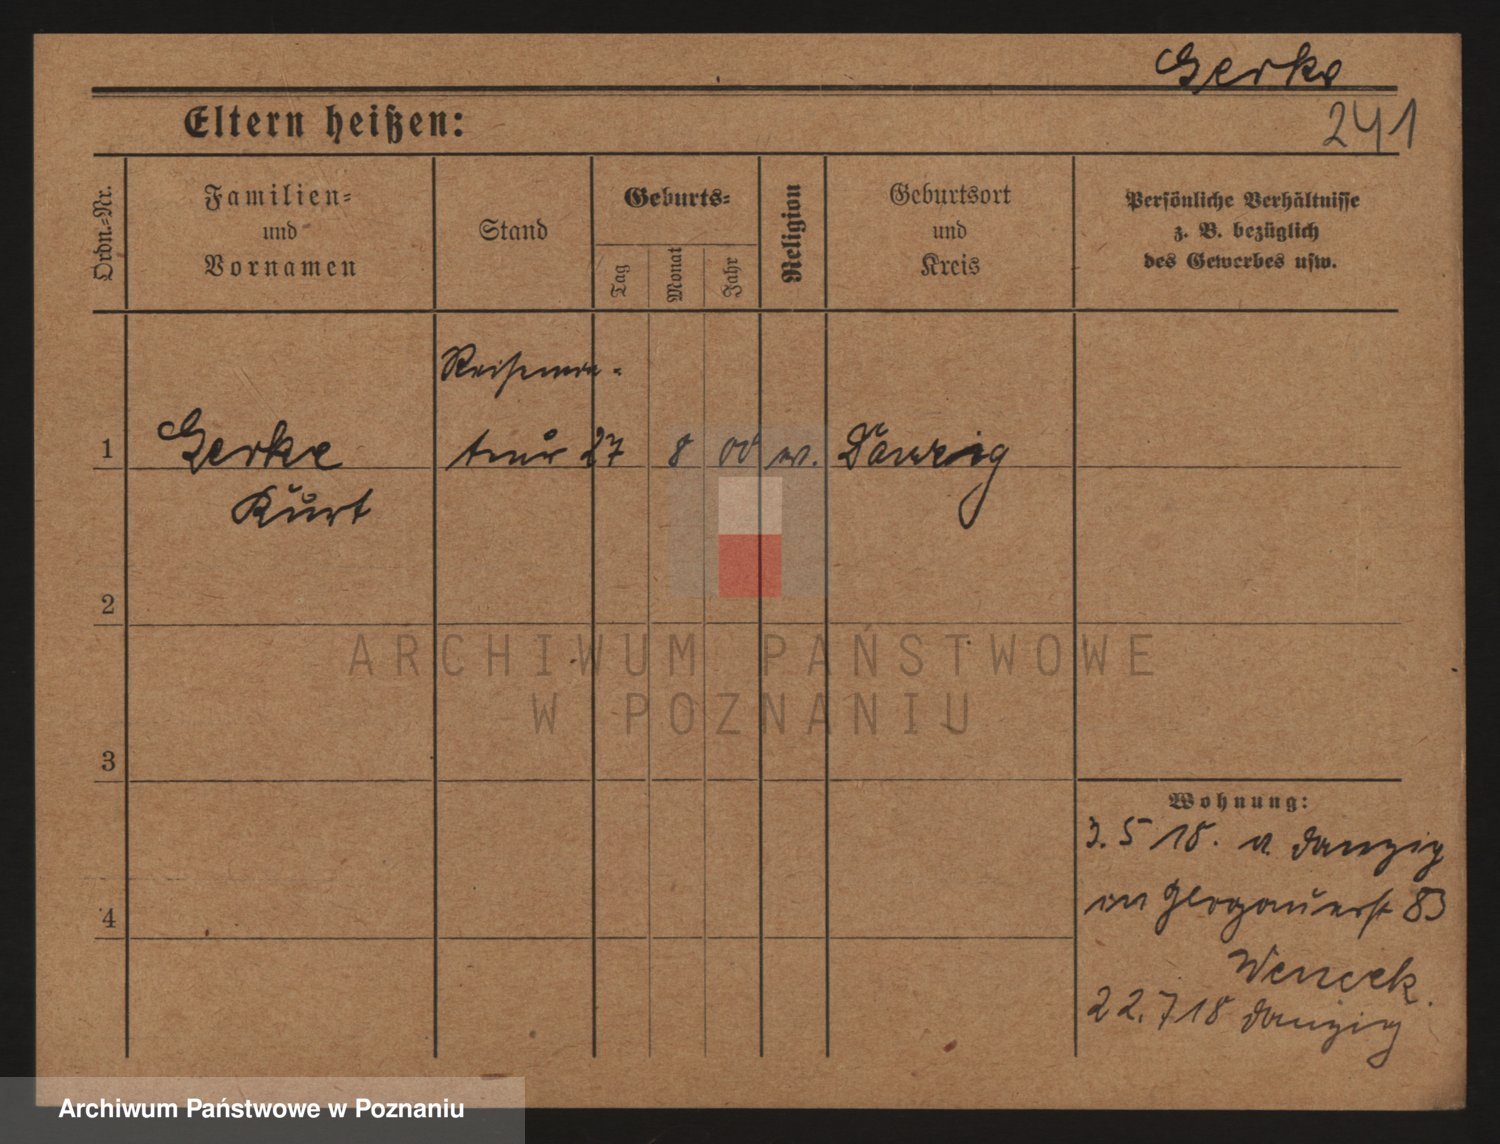 Gerke
241
Eltern heißen:
Ordn.-Nr.
Familien-
und
Vornamen
Stand
Geburts-
Tag
Monat
Jahr
Religion
Geburtsort
und
Kreis
Persönliche Verhältnisse
z. B. bezüglich
des Gewerbes usw.
1 Gerke 27 8 00 Danzig
Kurt
2
ARCHIWUM PAŃSTWOWE
W POZNANIU
3
Wohnung:
3. 5 18. v. Danzig
Glogauerst 83
4
22. 7 18 Danzig
Archiwum Państwowe w Poznaniu